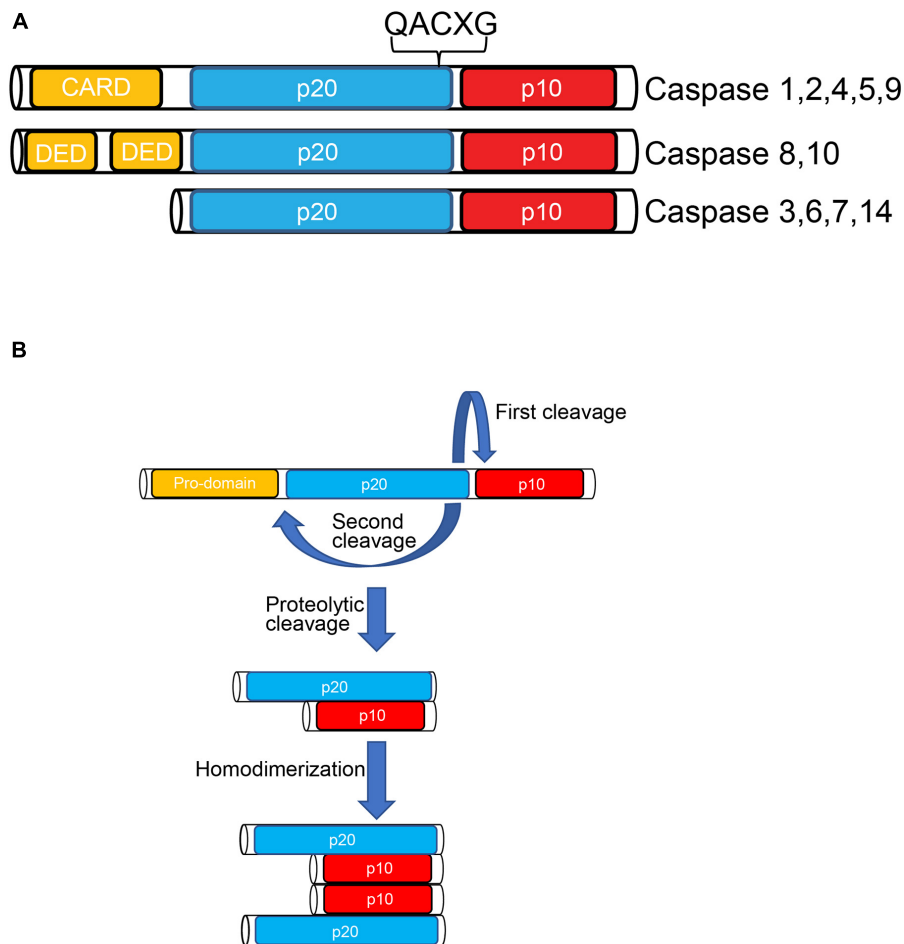 A
QACXG
CARD p20 p10 Caspase 1,2,4,5,9
DED DED p20 p10 Caspase 8,10
p20 p10 Caspase 3,6,7,14
B
First cleavage
Pro-domain p20 p10
Second
cleavage
Proteolytic
cleavage
p20
p10
Homodimerization
p20
p10
p10
p20